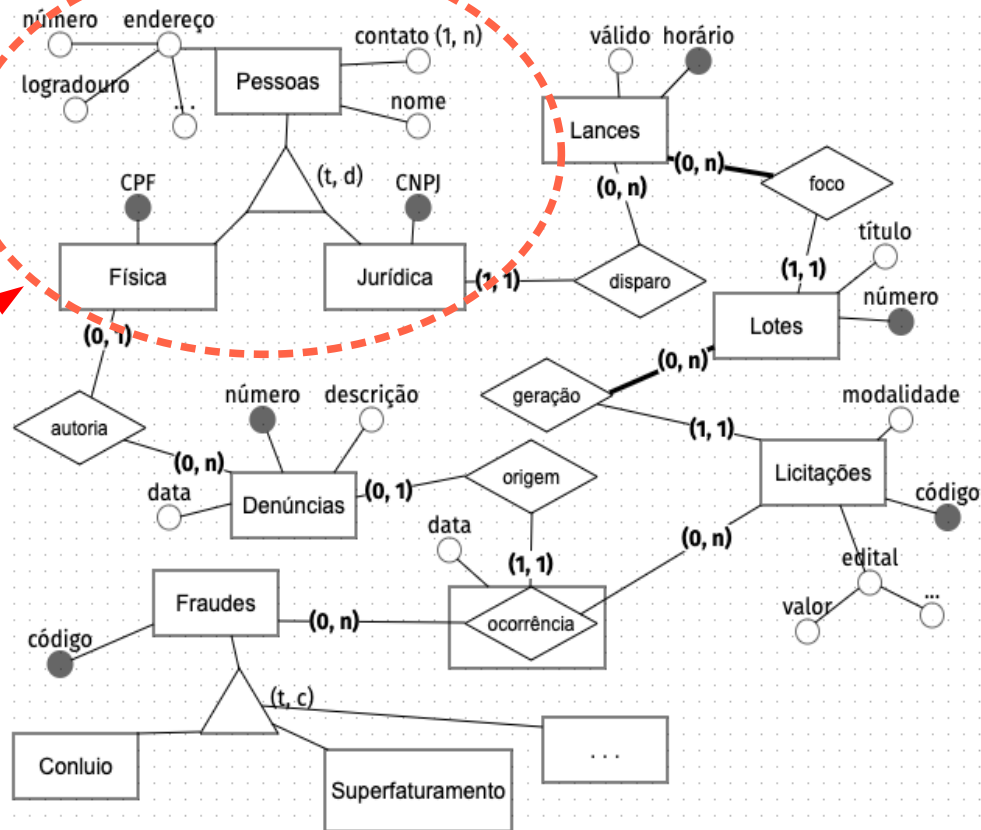 número endereço
contato (1, n)
válido horário
logradouro
Pessoas
...
nome
Lances
(0, n)
(t, d)
(0, n)
foco
CPF
CNPJ
título
Física
Jurídica
(1, 1)
disparo
(1, 1)
número
Lotes
(0, 1)
(0, n)
número descrição
geração
modalidade
autoria
(1, 1)
(0, n)
origem
Licitações
data
Denúncias
(0, 1)
código
data
(0, n)
(1, 1)
edital
Fraudes
(0, n)
ocorrência
valor
...
código
(t, c)
...
Conluio
Superfaturamento